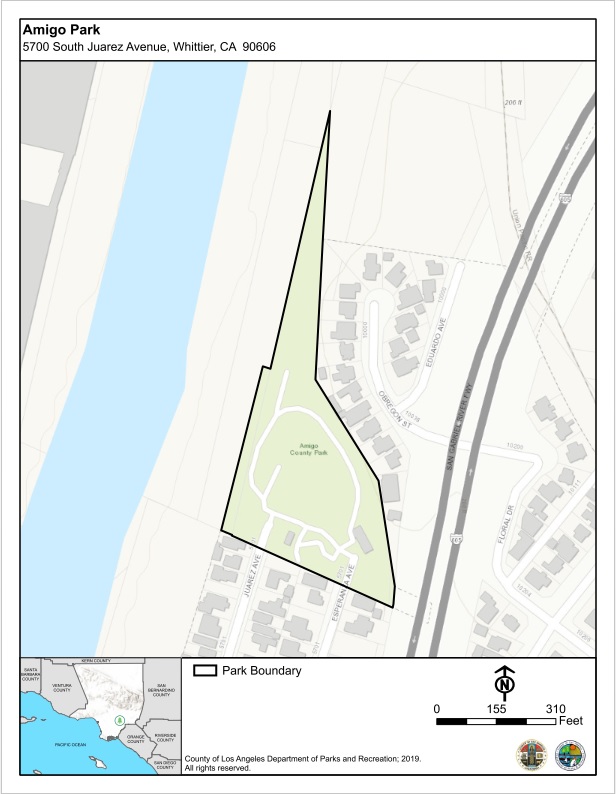 Amigo Park
5700 South Juarez Avenue, Whittier, CA 90606
200 ft
605
10000
EDUARDO AVE
OBREGON ST
10200
SAN GABRIEL RIVER FWY
Amigo
County Park
FLORAL DR
605
JUAREZ AVE
ESPERANZA AVE
KERN COUNTY
SANTA
BARBARA
COUNTY
VENTURA
COUNTY
SAN
BERNARDINO
COUNTY
ORANGE
COUNTY
RIVERSIDE
COUNTY
PACIFIC OCEAN
SAN DIEGO
COUNTY
Park Boundary
N
0 155 310
Feet
County of Los Angeles Department of Parks and Recreation; 2019.
All rights reserved.